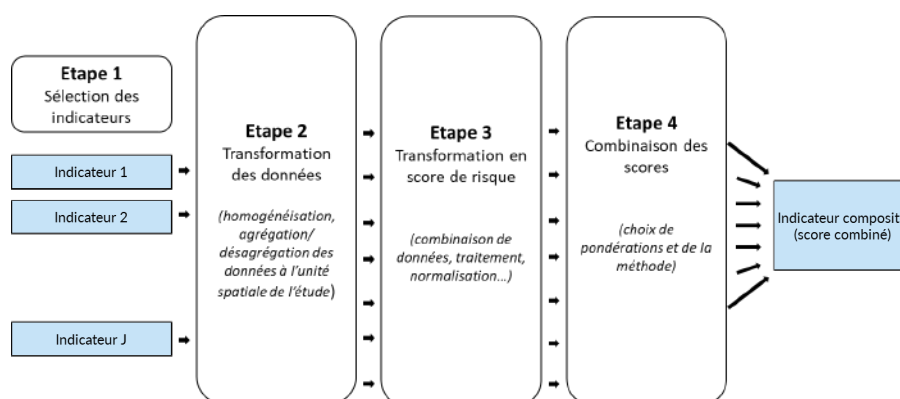 Etape 1
Sélection des
indicateurs
Indicateur 1
Indicateur 2
Indicateur J
Etape 2
Transformation
des données
(homogénéisation,
agrégation/
désagrégation des
données à l'unité
spatiale de l'étude)
Etape 3
Transformation en
score de risque
(combinaison de
données, traitement,
normalisation...)
Etape 4
Combinaison des
scores
(choix de
pondérations et de la
méthode)
Indicateur composit
(score combiné)